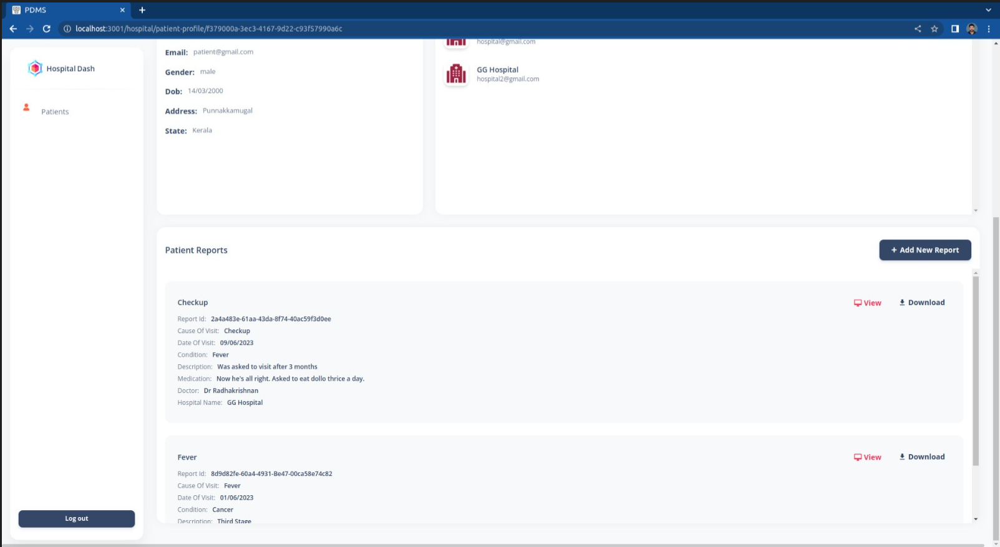 PDMS
localhost:3001/hospital/patient-profile/f379000a-3ec3-4167-9d22-c93f57990a6c
Hospital Dash
Patients
Log out
Email: patient@gmail.com
Gender: male
Dob: 14/03/2000
Address: Punnakkamugal
State: Kerala
hospital@gmail.com
GG Hospital
hospital2@gmail.com
Patient Reports
+ Add New Report
Checkup
View
Download
Report Id: 2a4a483e-61aa-43da-8f74-40ac59f3d0ee
Cause Of Visit: Checkup
Date Of Visit: 09/06/2023
Condition: Fever
Description: Was asked to visit after 3 months
Medication: Now he's all right. Asked to eat dollo thrice a day.
Doctor: Dr Radhakrishnan
Hospital Name: GG Hospital
Fever
View
Download
Report Id: 8d9d82fe-60a4-4931-Be47-00ca58e74c82
Cause Of Visit: Fever
Date Of Visit: 01/06/2023
Condition: Cancer
Description: Third Stage